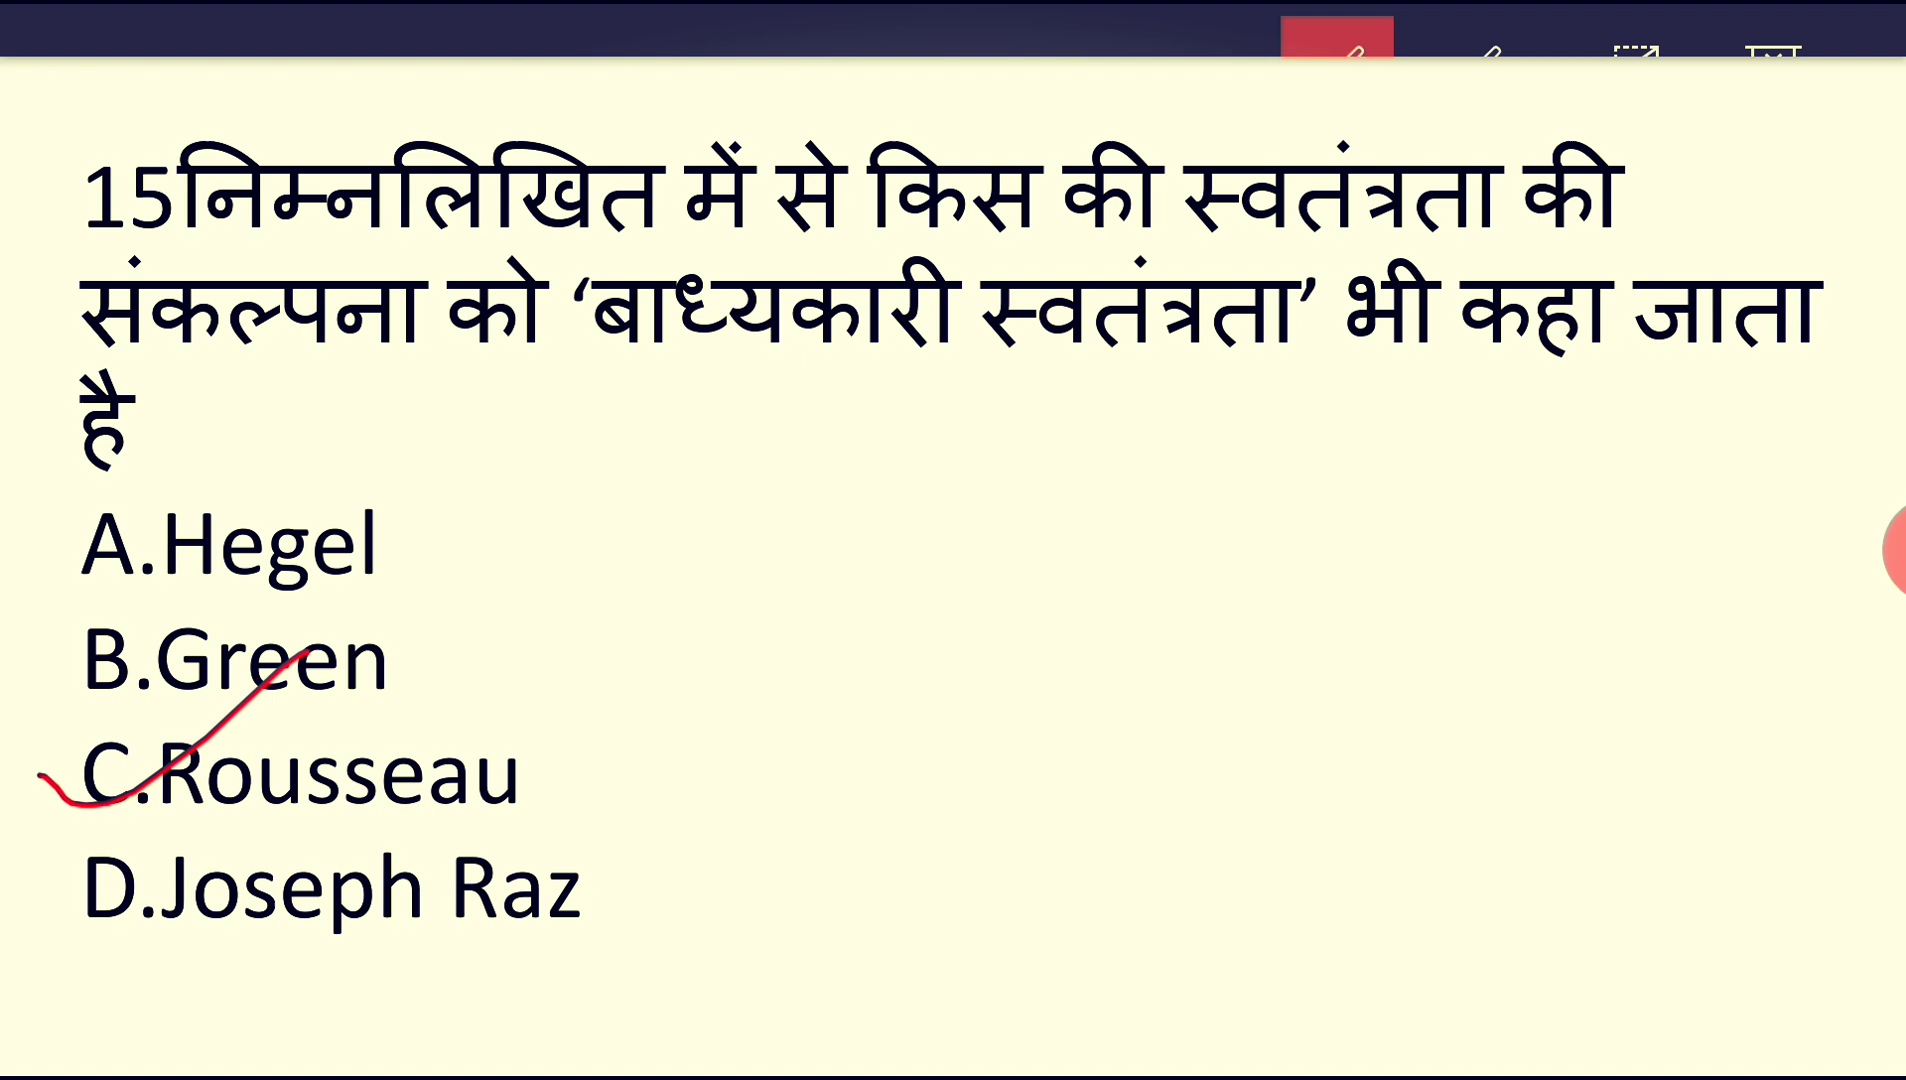 15निम्नलिखित में से किस की स्वतंत्रता की
संकल्पना को ‘बाध्यकारी स्वतंत्रता’ भी कहा जाता
है
A.Hegel
B.Green
C.Rousseau
D.Joseph Raz